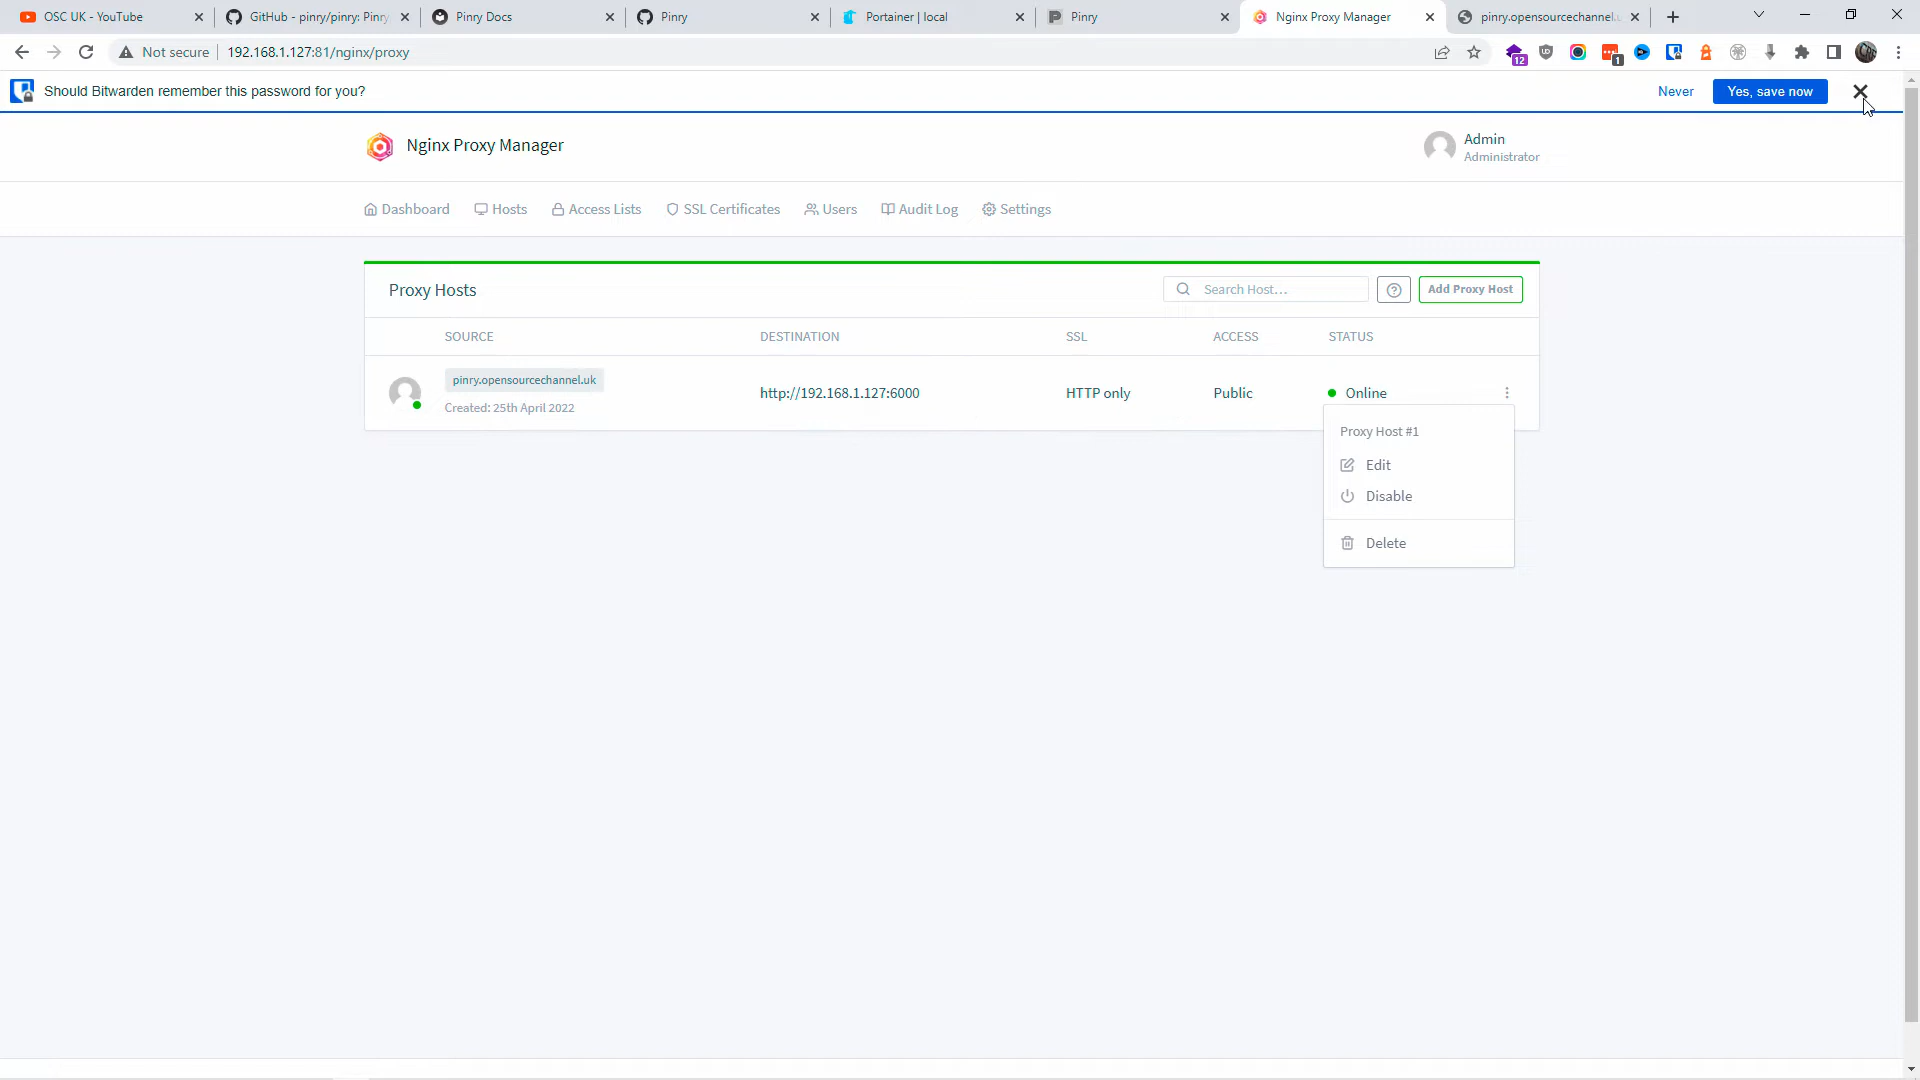 OSC UK - YouTube
GitHub - pinry/pinry: Pinry
Pinry Docs
Pinry
Portainer | local
Pinry
Nginx Proxy Manager
pinry.opensourcechannel.u
Not secure
192.168.1.127:81/nginx/proxy
12
1
Should Bitwarden remember this password for you?
Never
Yes, save now
Nginx Proxy Manager
Admin
Administrator
Dashboard
Hosts
Access Lists
SSL Certificates
Users
Audit Log
Settings
Proxy Hosts
Search Host...
Add Proxy Host
SOURCE
DESTINATION
SSL
ACCESS
STATUS
pinry.opensourcechannel.uk
Created: 25th April 2022
http://192.168.1.127:6000
HTTP only
Public
Online
Proxy Host #1
Edit
Disable
Delete